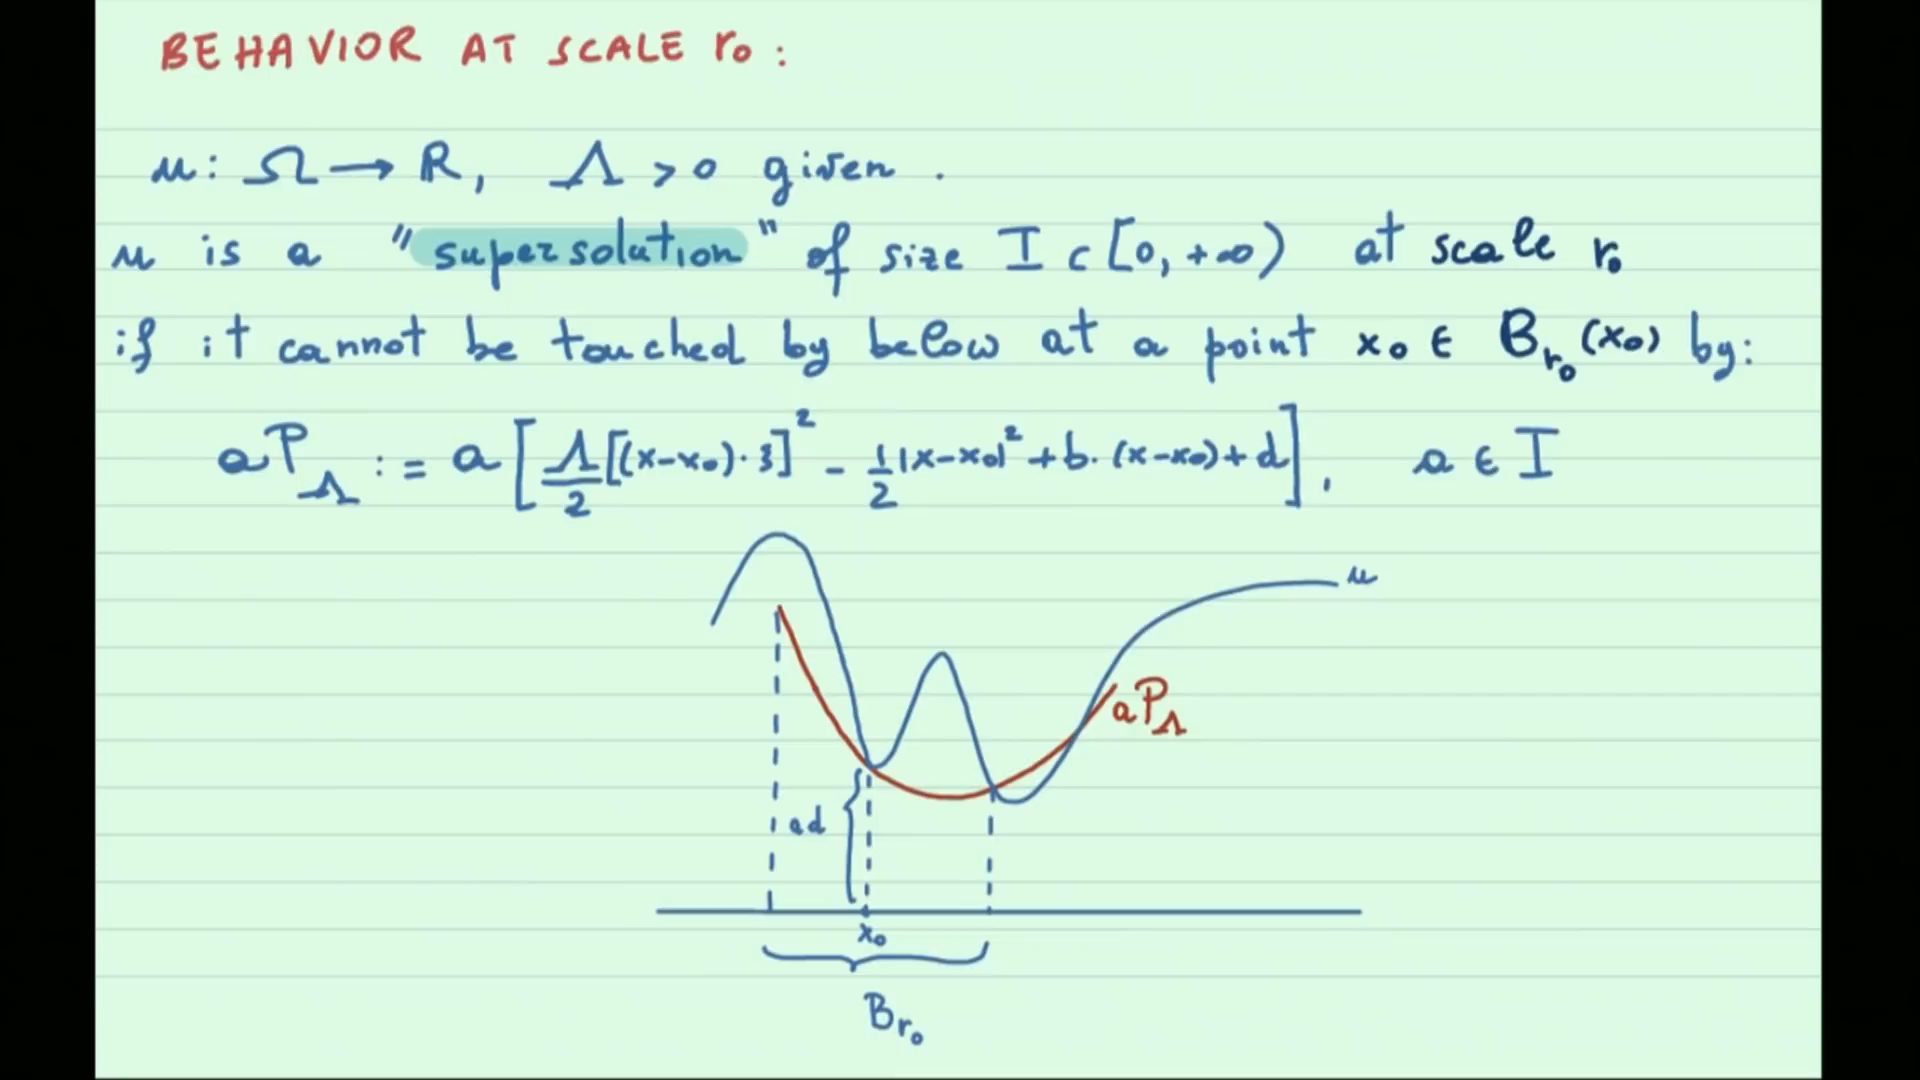 BEHAVIOR AT SCALE r₀ :
u : Ω → ℝ, Λ > 0 given .
u is a "supersolution" of size I ⊂ [0, +∞) at scale r₀
if it cannot be touched by below at a point x₀ ∈ B_{r₀}(x₀) by:
aP_Λ := a [ Λ/2 [(x-x₀)·ξ]² - 1/2 |x-x₀|² + b·(x-x₀) + d ], a ∈ I
u
aP_Λ
ad
x₀
B_{r₀}